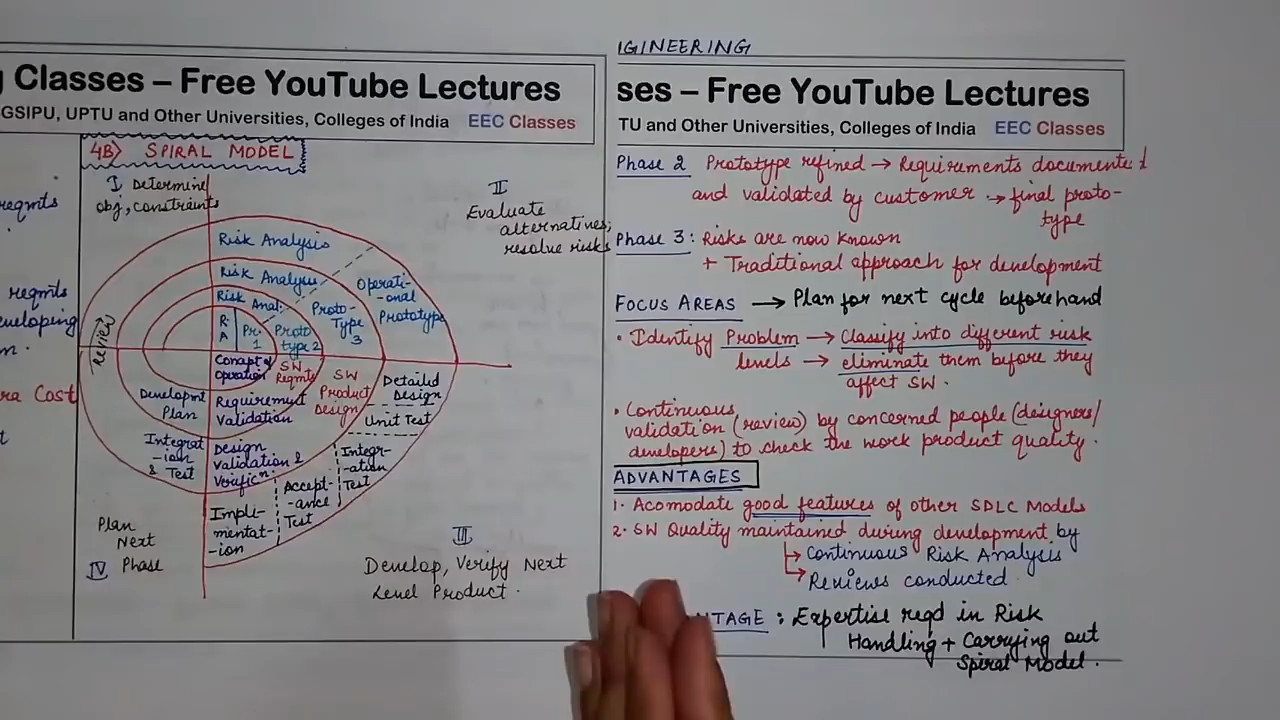 IGINEERING
g Classes – Free YouTube Lectures
GSIPU, UPTU and Other Universities, Colleges of India EEC Classes
reqmts
reqmts
developing
n.
ra Cost
t
4B) SPIRAL MODEL
I Determine
obj, constraints
II
Evaluate
alternatives;
resolve risks
Risk Analysis
Risk Analysis
Risk Anal.
R
A
Pr.
1
Proto
type 2
Proto-
Type
3
Operati-
-onal
Prototype
Review
Concept of
Operation
SW
Reqmts
SW
Product
Design
Detailed
Design
Unit Test
Developmt
Plan
Requiremnt
Validation
Integrat
-ion
& Test
Design
Validation &
Verificn
Integr-
-ation
Test
Accept-
-ance
Test
Impli-
mentat-
-ion
Plan
Next
IV Phase
III
Develop, Verify Next
Level Product.
ses – Free YouTube Lectures
TU and Other Universities, Colleges of India EEC Classes
Phase 2 Prototype refined → Requirements documented
and validated by customer → final proto-
type
Phase 3: Risks are now known
+ Traditional approach for development
FOCUS AREAS → Plan for next cycle beforehand
· Identify Problem → Classify into different risk
levels → eliminate them before they
affect SW.
· Continuous
validation (review) by concerned people (designers/
developers) to check the work product quality.
ADVANTAGES
1. Acomodate good features of other SDLC Models
2. SW Quality maintained during development by
→ Continuous Risk Analysis
→ Reviews conducted.
NTAGE : Expertise reqd in Risk
Handling + Carrying out
Spiral Model.